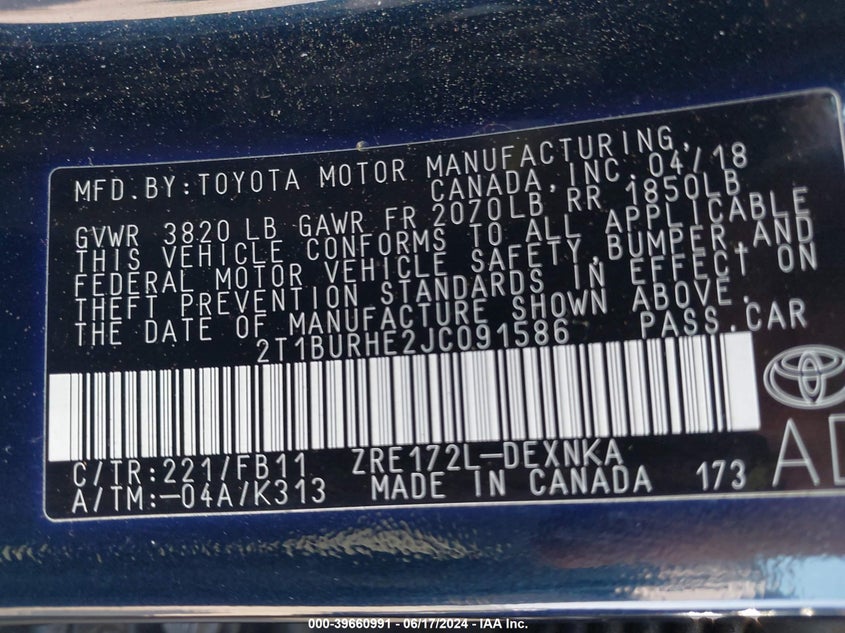 MFD.BY:TOYOTA MOTOR MANUFACTURING,
CANADA, INC. 04/18
GVWR 3820 LB GAWR FR 2070LB RR 1850LB
THIS VEHICLE CONFORMS TO ALL APPLICABLE
FEDERAL MOTOR VEHICLE SAFETY,BUMPER,AND
THEFT PREVENTION STANDARDS IN EFFECT ON
THE DATE OF MANUFACTURE SHOWN ABOVE.
2T1BURHE2JC091586 PASS.CAR
C/TR:221/FB11 ZRE172L-DEXNKA
A/TM:-04A/K313 MADE IN CANADA 173
000-39660991 - 06/17/2024 - IAA Inc.